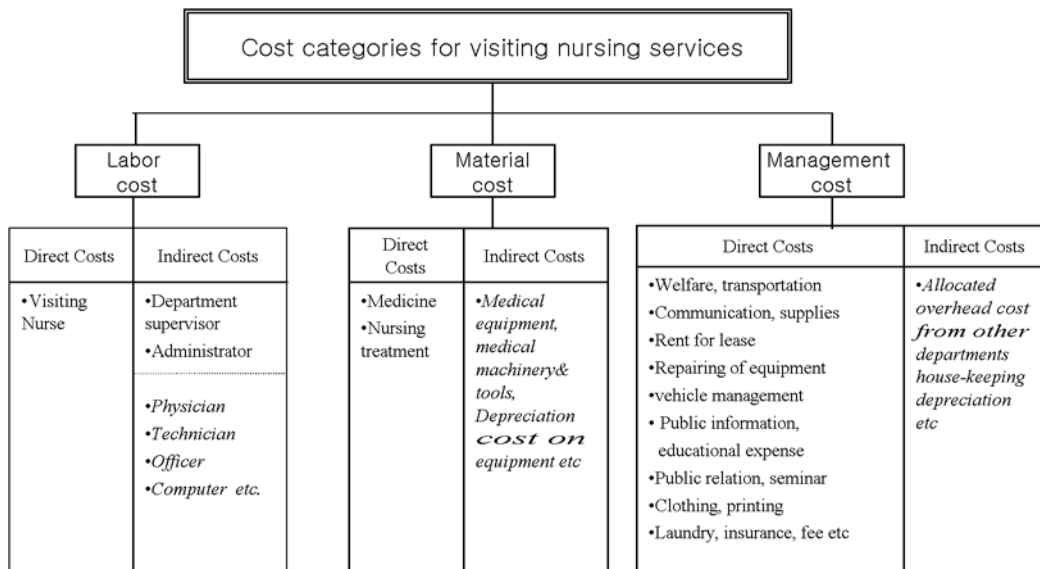 Cost categories for visiting nursing services
Labor
cost
Material
cost
Management
cost
Direct Costs
Indirect Costs
•Visiting
Nurse
•Department
supervisor
•Administrator
•Physician
•Technician
•Officer
•Computer etc.
Direct
Costs
Indirect Costs
•Medicine
•Nursing
treatment
•Medical
equipment,
medical
machinery&
tools,
Depreciation
cost on
equipment etc
Direct Costs
Indirect Costs
•Welfare, transportation
•Communication, supplies
•Rent for lease
•Repairing of equipment
•vehicle management
• Public information,
educational expense
•Public relation, seminar
•Clothing, printing
•Laundry, insurance, fee etc
•Allocated
overhead cost
from other
departments
house-keeping
depreciation
etc